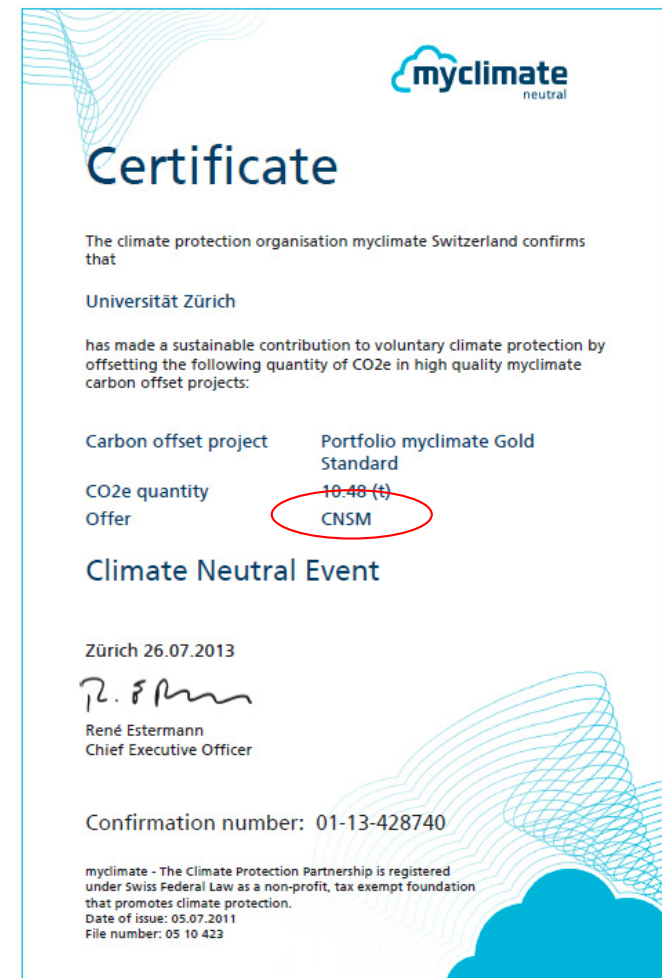 myclimate
neutral
Certificate
The climate protection organisation myclimate Switzerland confirms
that
Universität Zürich
has made a sustainable contribution to voluntary climate protection by
offsetting the following quantity of CO2e in high quality myclimate
carbon offset projects:
Carbon offset project Portfolio myclimate Gold
Standard
CO2e quantity 10.48 (t)
Offer CNSM
Climate Neutral Event
Zürich 26.07.2013
René Estermann
Chief Executive Officer
Confirmation number: 01-13-428740
myclimate - The Climate Protection Partnership is registered
under Swiss Federal Law as a non-profit, tax exempt foundation
that promotes climate protection.
Date of issue: 05.07.2011
File number: 05 10 423